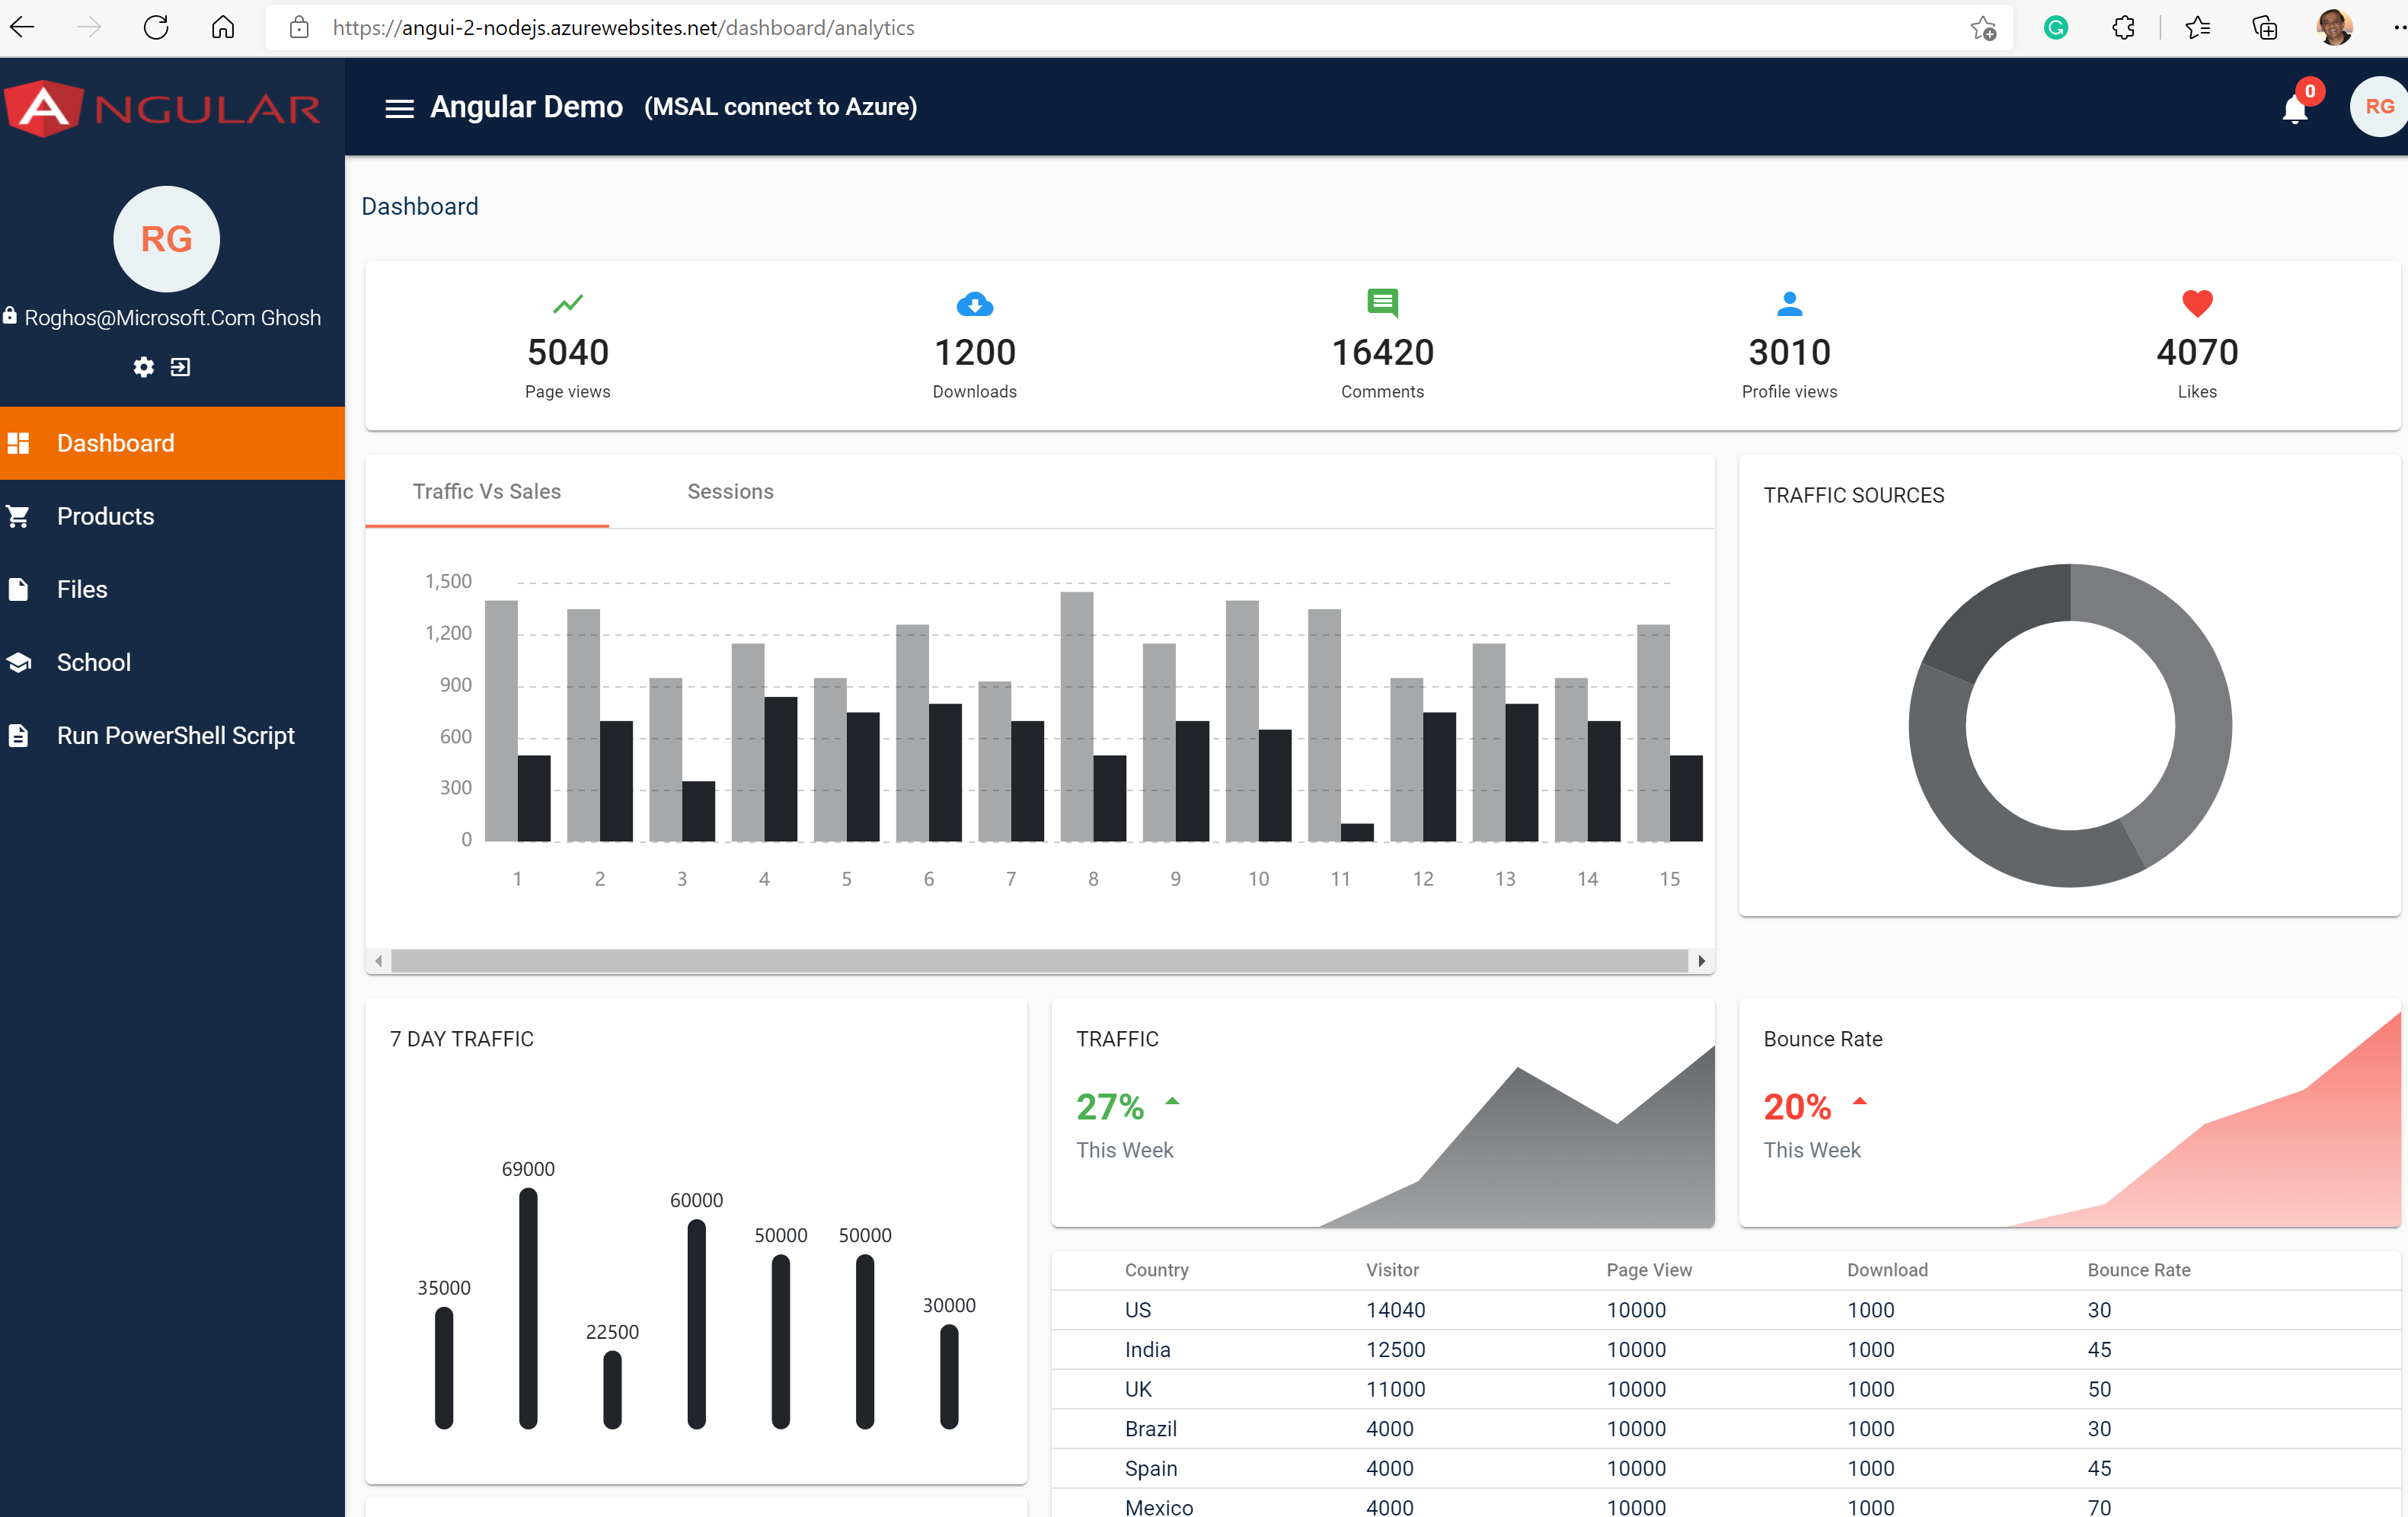 https://angui-2-nodejs.azurewebsites.net/dashboard/analytics
ANGULAR
Angular Demo (MSAL connect to Azure)
0
RG
RG
Roghos@Microsoft.Com Ghosh
Dashboard
Products
Files
School
Run PowerShell Script
Dashboard
5040
Page views
1200
Downloads
16420
Comments
3010
Profile views
4070
Likes
Traffic Vs Sales
Sessions
1,500
1,200
900
600
300
0
1 2 3 4 5 6 7 8 9 10 11 12 13 14 15
TRAFFIC SOURCES
7 DAY TRAFFIC
35000
69000
22500
60000
50000
50000
30000
TRAFFIC
27%
This Week
Bounce Rate
20%
This Week
Country Visitor Page View Download Bounce Rate
US 14040 10000 1000 30
India 12500 10000 1000 45
UK 11000 10000 1000 50
Brazil 4000 10000 1000 30
Spain 4000 10000 1000 45
Mexico 4000 10000 1000 70